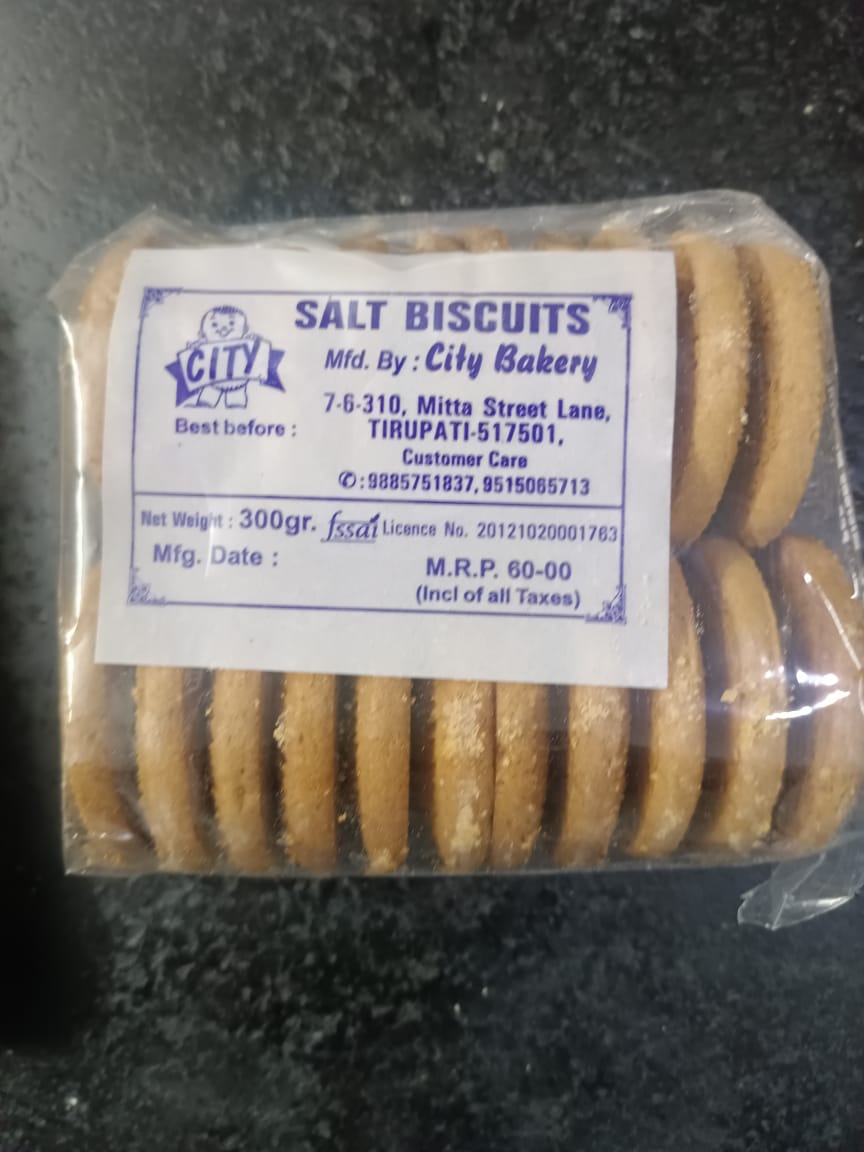 SALT BISCUITS
CITY
Mfd. By : City Bakery
7-6-310, Mitta Street Lane,
Best before :
TIRUPATI-517501,
Customer Care
✆:9885751837, 9515065713
Net Weight : 300gr. fssai Licence No. 20121020001763
Mfg. Date :
M.R.P. 60-00
(Incl of all Taxes)